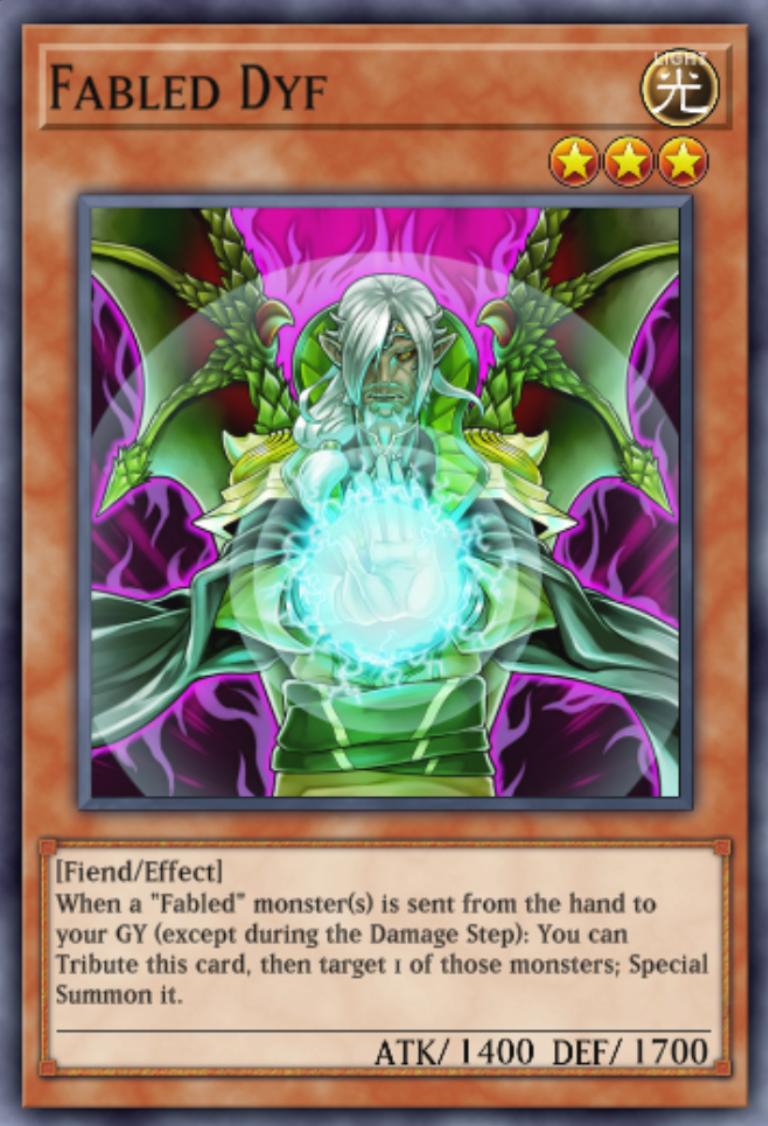 Fabled Dyf
LIGHT
光
[Fiend/Effect]
When a "Fabled" monster(s) is sent from the hand to
your GY (except during the Damage Step): You can
Tribute this card, then target 1 of those monsters; Special
Summon it.
ATK/ 1400 DEF/ 1700